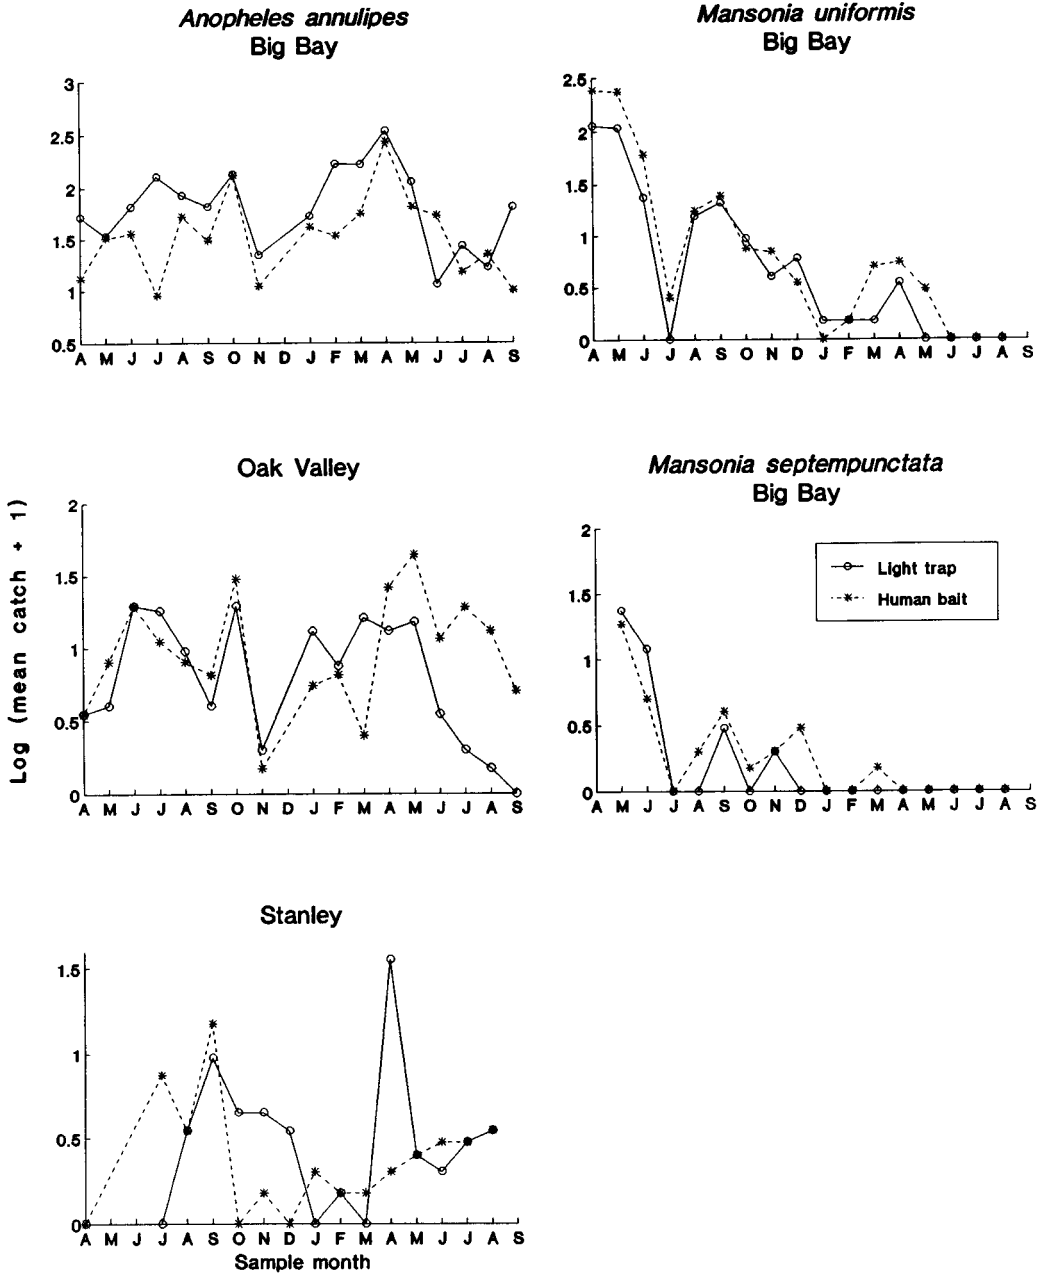 Anopheles annulipes
Big Bay
3
2.5
2
1.5
1
0.5
A M J J A S O N D J F M A M J J A S
Mansonia uniformis
Big Bay
2.5
2
1.5
1
0.5
0
A M J J A S O N D J F M A M J J A S
Log (mean catch + 1)
Oak Valley
2
1.5
1
0.5
0
A M J J A S O N D J F M A M J J A S
Mansonia septempunctata
Big Bay
2
1.5
1
0.5
0
A M J J A S O N D J F M A M J J A S
Light trap
Human bait
Stanley
1.5
1
0.5
0
A M J J A S O N D J F M A M J J A S
Sample month